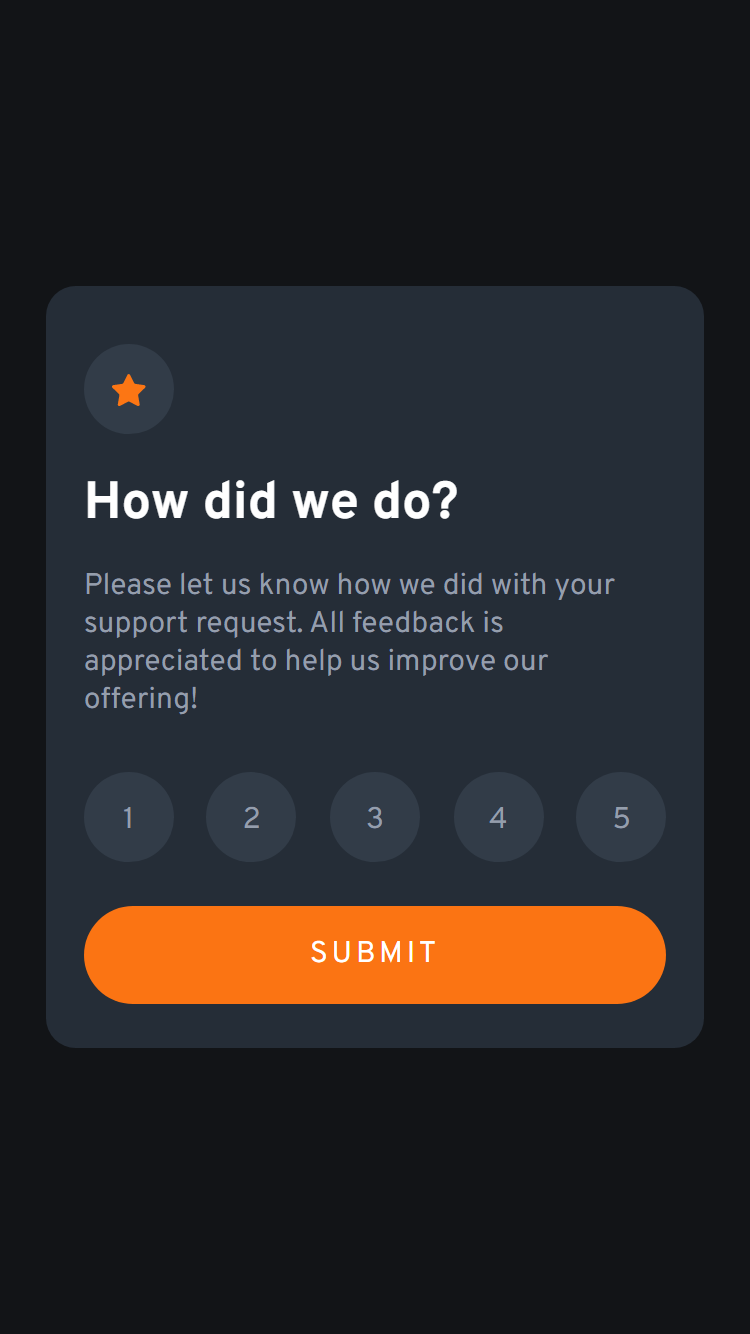 How did we do?
Please let us know how we did with your
support request. All feedback is
appreciated to help us improve our
offering!
1 2 3 4 5
SUBMIT